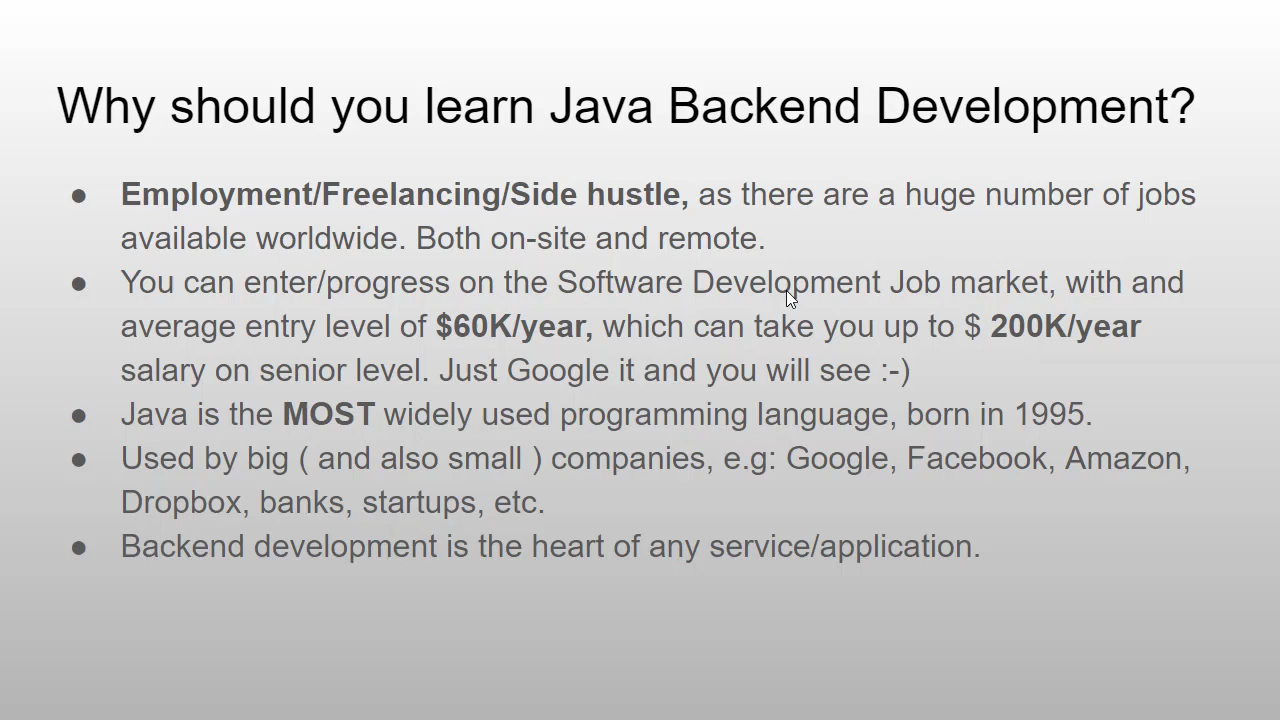 Why should you learn Java Backend Development?
● Employment/Freelancing/Side hustle, as there are a huge number of jobs
available worldwide. Both on-site and remote.
● You can enter/progress on the Software Development Job market, with and
average entry level of $60K/year, which can take you up to $ 200K/year
salary on senior level. Just Google it and you will see :-)
● Java is the MOST widely used programming language, born in 1995.
● Used by big ( and also small ) companies, e.g: Google, Facebook, Amazon,
Dropbox, banks, startups, etc.
● Backend development is the heart of any service/application.